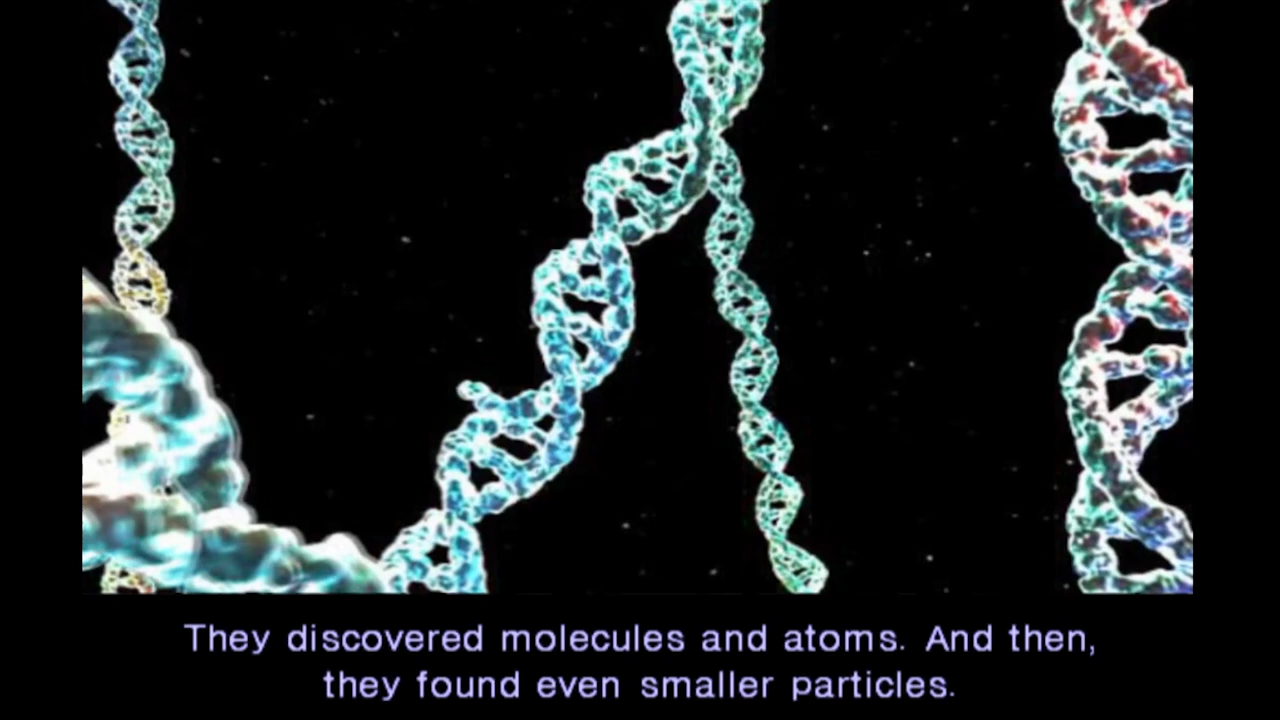 They discovered molecules and atoms. And then,
they found even smaller particles.